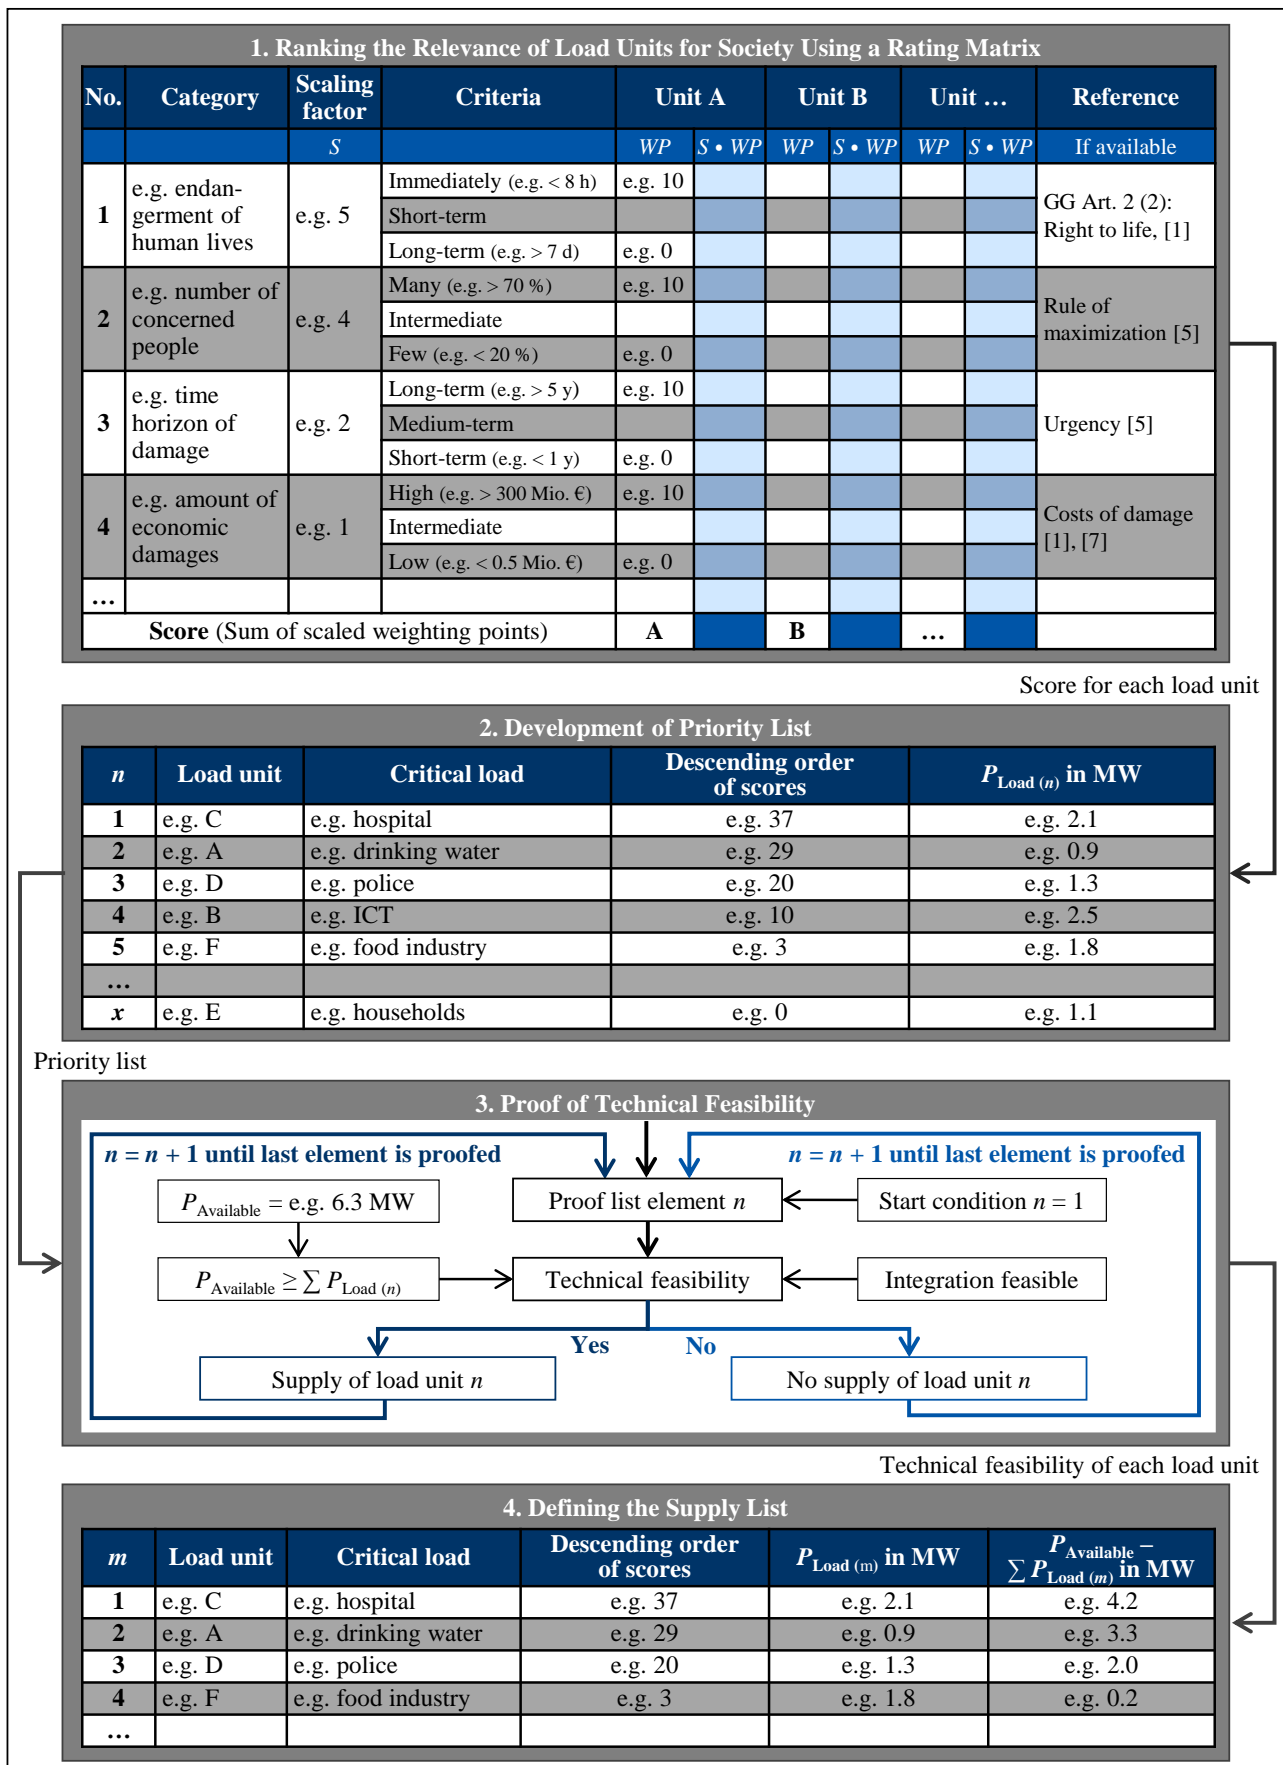 1. Ranking the Relevance of Load Units for Society Using a Rating Matrix
No. Category Scaling factor Criteria Unit A Unit B Unit … Reference
S WP S • WP WP S • WP WP S • WP If available
1 e.g. endan-
germent of
human lives
e.g. 5
Immediately (e.g. < 8 h) e.g. 10
Short-term
Long-term (e.g. > 7 d) e.g. 0
GG Art. 2 (2):
Right to life, [1]
2 e.g. number of
concerned
people
e.g. 4
Many (e.g. > 70 %) e.g. 10
Intermediate
Few (e.g. < 20 %) e.g. 0
Rule of
maximization [5]
3 e.g. time
horizon of
damage
e.g. 2
Long-term (e.g. > 5 y) e.g. 10
Medium-term
Short-term (e.g. < 1 y) e.g. 0
Urgency [5]
4 e.g. amount of
economic
damages
e.g. 1
High (e.g. > 300 Mio. €) e.g. 10
Intermediate
Low (e.g. < 0.5 Mio. €) e.g. 0
Costs of damage
[1], [7]
…
Score (Sum of scaled weighting points) A B …
Score for each load unit
2. Development of Priority List
n Load unit Critical load Descending order of scores P Load (n) in MW
1 e.g. C e.g. hospital e.g. 37 e.g. 2.1
2 e.g. A e.g. drinking water e.g. 29 e.g. 0.9
3 e.g. D e.g. police e.g. 20 e.g. 1.3
4 e.g. B e.g. ICT e.g. 10 e.g. 2.5
5 e.g. F e.g. food industry e.g. 3 e.g. 1.8
…
x e.g. E e.g. households e.g. 0 e.g. 1.1
Priority list
3. Proof of Technical Feasibility
n = n + 1 until last element is proofed
n = n + 1 until last element is proofed
P Available = e.g. 6.3 MW
Proof list element n
Start condition n = 1
P Available ≥ ∑ P Load (n)
Technical feasibility
Integration feasible
Yes No
Supply of load unit n
No supply of load unit n
Technical feasibility of each load unit
4. Defining the Supply List
m Load unit Critical load Descending order of scores P Load (m) in MW P Available – ∑ P Load (m) in MW
1 e.g. C e.g. hospital e.g. 37 e.g. 2.1 e.g. 4.2
2 e.g. A e.g. drinking water e.g. 29 e.g. 0.9 e.g. 3.3
3 e.g. D e.g. police e.g. 20 e.g. 1.3 e.g. 2.0
4 e.g. F e.g. food industry e.g. 3 e.g. 1.8 e.g. 0.2
…